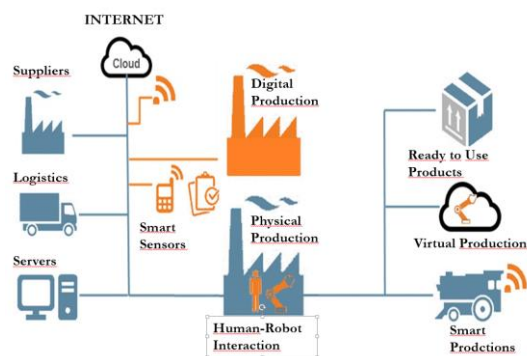 INTERNET
Cloud
Suppliers
Digital
Production
Logistics
Smart
Sensors
Physical
Production
Servers
Human-Robot
Interaction
Ready to Use
Products
Virtual Production
Smart
Prodctions